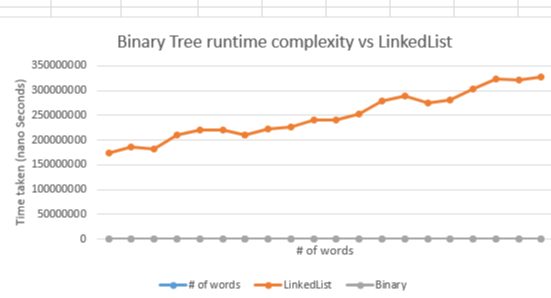 Binary Tree runtime complexity vs LinkedList
Time taken (nano Seconds)
350000000
300000000
250000000
200000000
150000000
100000000
50000000
0
# of words
# of words LinkedList Binary